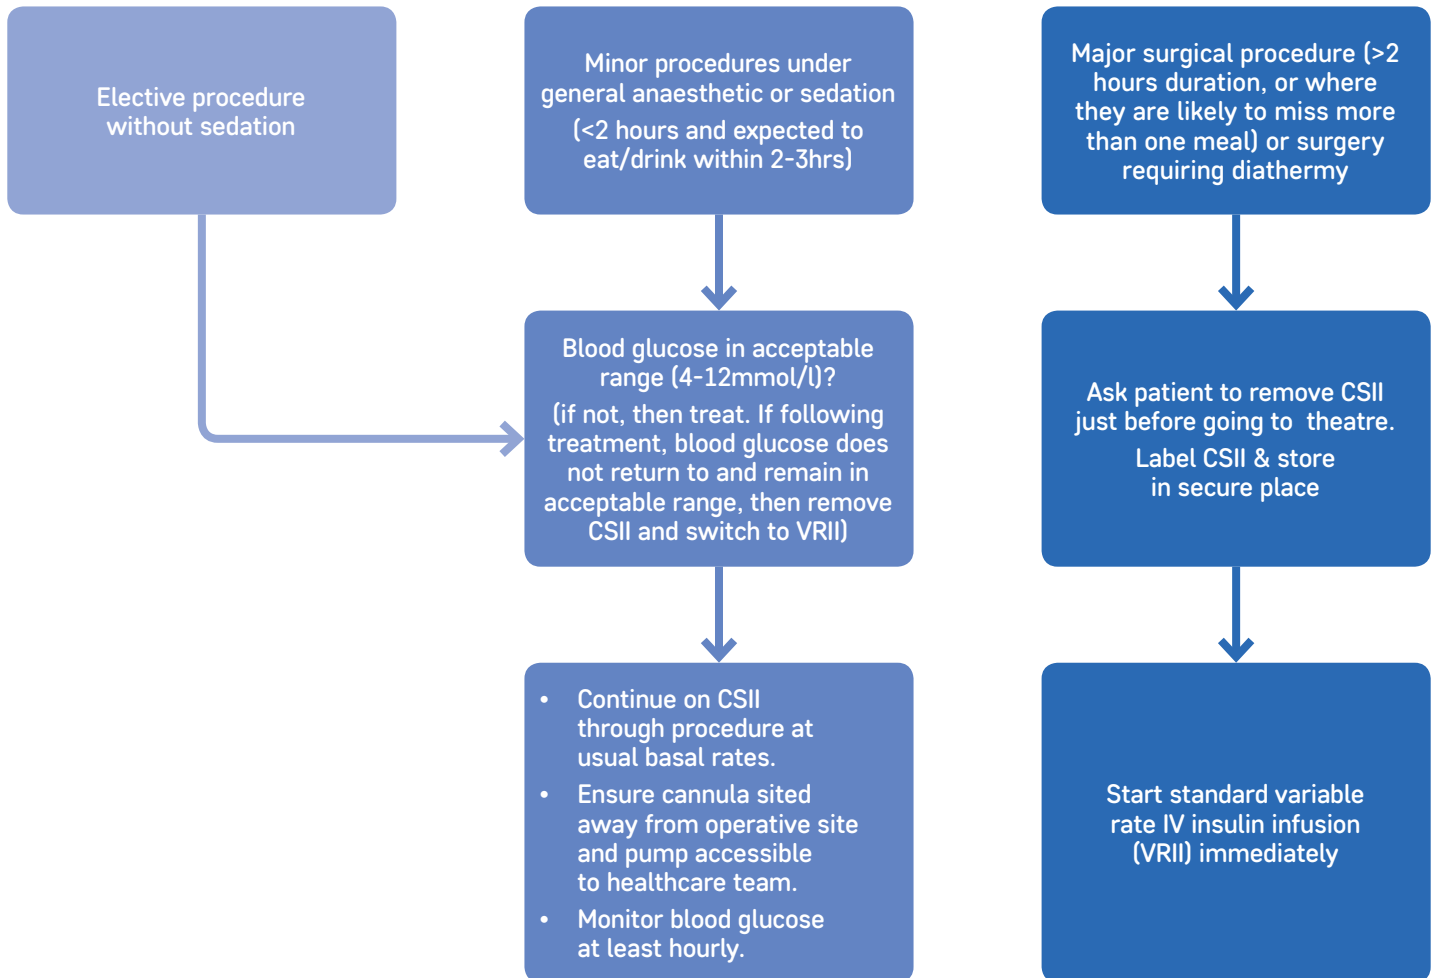 Elective procedure
without sedation
Minor procedures under
general anaesthetic or sedation
(<2 hours and expected to
eat/drink within 2-3hrs)
Major surgical procedure (>2
hours duration, or where
they are likely to miss more
than one meal) or surgery
requiring diathermy
Blood glucose in acceptable
range (4-12mmol/l)?
(if not, then treat. If following
treatment, blood glucose does
not return to and remain in
acceptable range, then remove
CSII and switch to VRII)
Ask patient to remove CSII
just before going to theatre.
Label CSII & store
in secure place
• Continue on CSII
through procedure at
usual basal rates.
• Ensure cannula sited
away from operative site
and pump accessible
to healthcare team.
• Monitor blood glucose
at least hourly.
Start standard variable
rate IV insulin infusion
(VRII) immediately